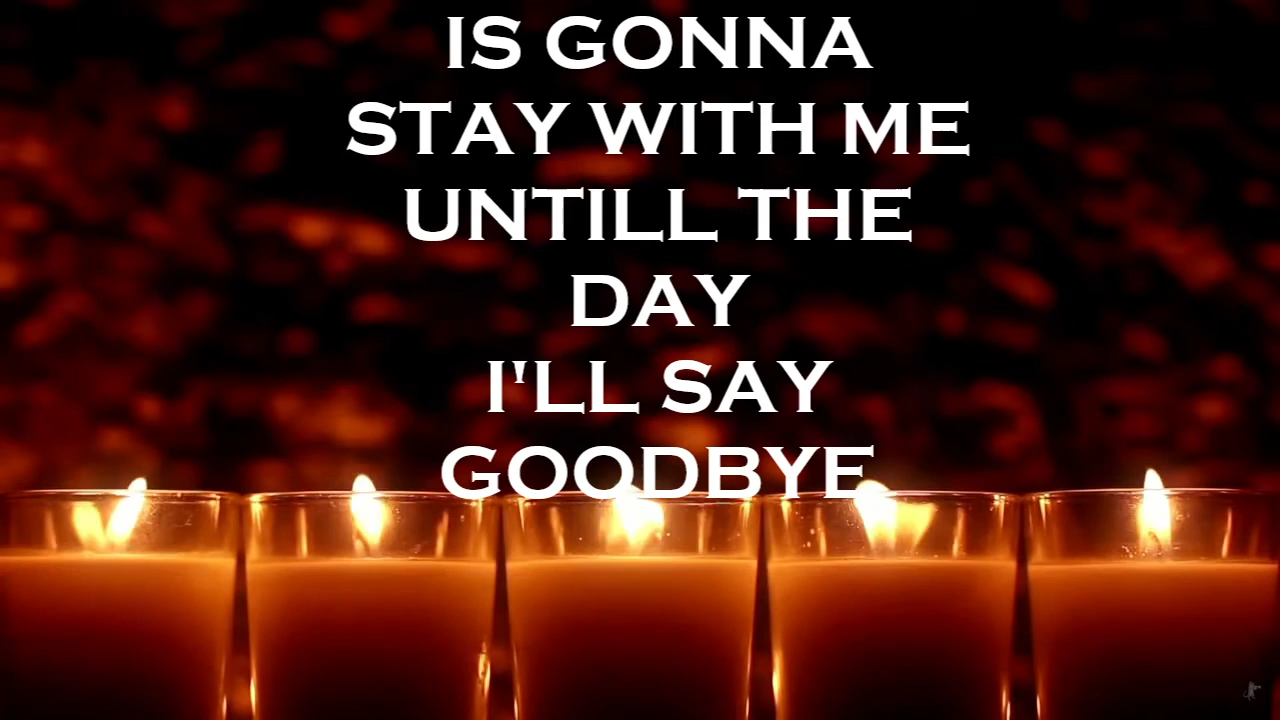 IS GONNA
STAY WITH ME
UNTILL THE
DAY
I'LL SAY
GOODBYE